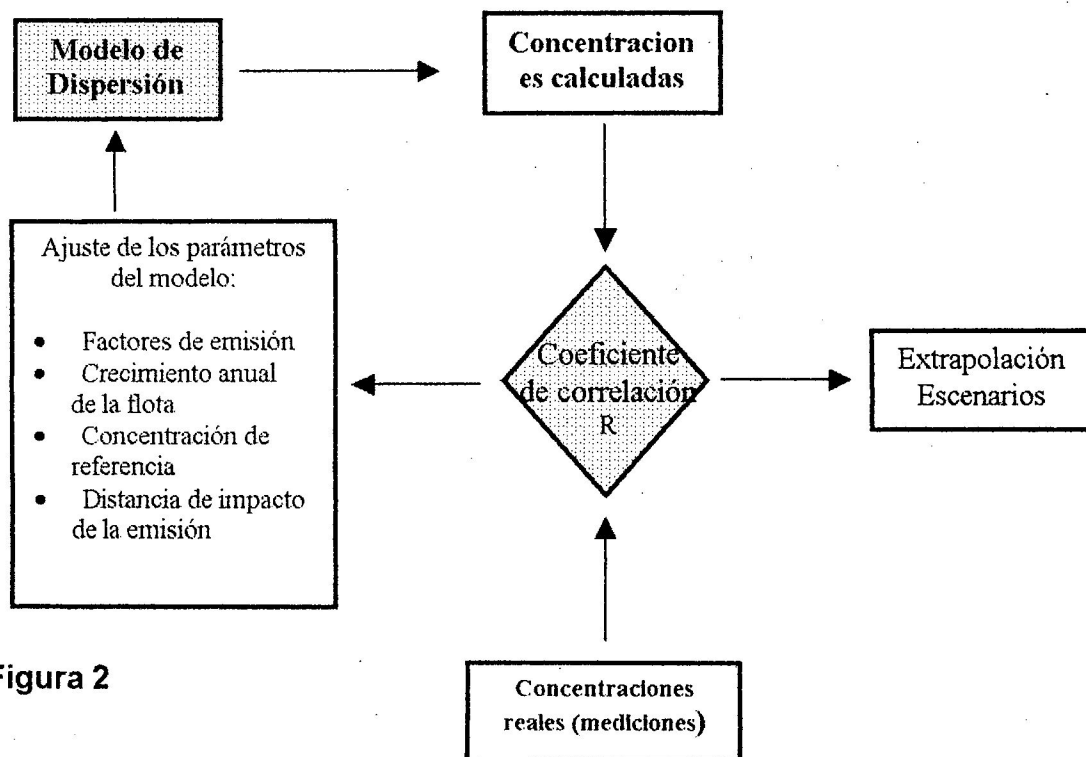 Modelo de
Dispersión
Concentracion
es calculadas
Ajuste de los parámetros
del modelo:
• Factores de emisión
• Crecimiento anual
de la flota
• Concentración de
referencia
• Distancia de impacto
de la emisión
Coeficiente
de correlación
R
Extrapolación
Escenarios
Concentraciones
reales (mediciones)
Figura 2